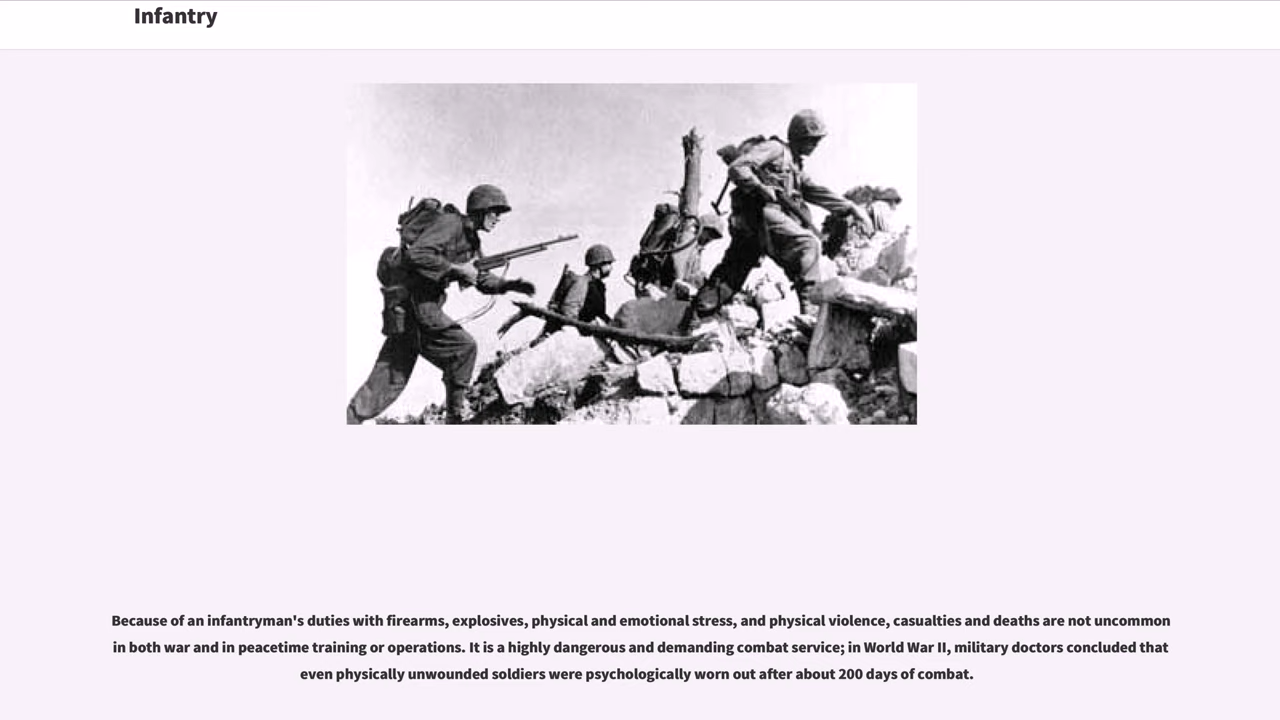 Infantry
Because of an infantryman's duties with firearms, explosives, physical and emotional stress, and physical violence, casualties and deaths are not uncommon
in both war and in peacetime training or operations. It is a highly dangerous and demanding combat service; in World War II, military doctors concluded that
even physically unwounded soldiers were psychologically worn out after about 200 days of combat.